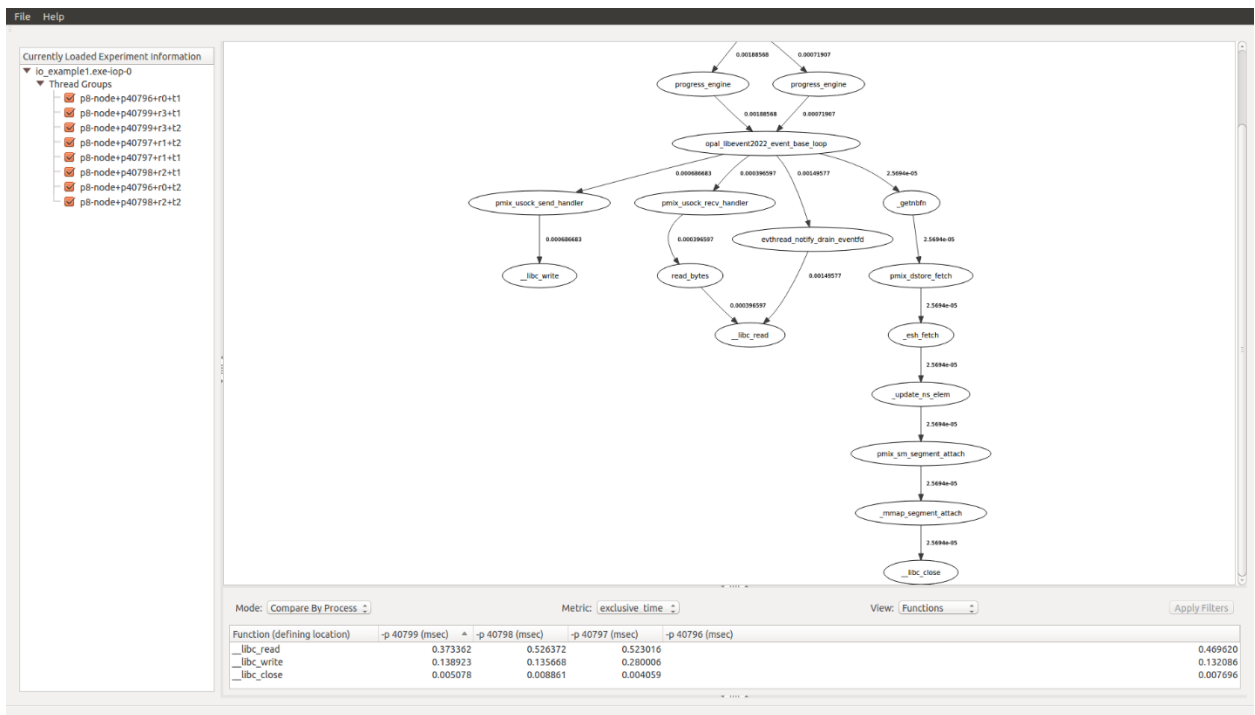 File Help
Currently Loaded Experiment Information
io_example1.exe-iop-0
Thread Groups
p8-node+p40796+r0+t1
p8-node+p40799+r3+t1
p8-node+p40799+r3+t2
p8-node+p40797+r1+t2
p8-node+p40797+r1+t1
p8-node+p40798+r2+t1
p8-node+p40796+r0+t2
p8-node+p40798+r2+t2
0.00188568 0.00071907
progress_engine progress_engine
0.00188568 0.00071907
opal_libevent2022_event_base_loop
0.000686683 0.000396597 0.00149577 2.5694e-05
pmix_usock_send_handler pmix_usock_recv_handler _getnbfn
0.000686683 0.000396597 evthread_notify_drain_eventfd 2.5694e-05
__libc_write read_bytes 0.00149577 pmix_dstore_fetch
0.000396597 2.5694e-05
__libc_read _esh_fetch
2.5694e-05
_update_ns_elem
2.5694e-05
pmix_sm_segment_attach
2.5694e-05
_mmap_segment_attach
2.5694e-05
__libc_close
Mode: Compare By Process Metric: exclusive_time View: Functions Apply Filters
Function (defining location) -p 40799 (msec) -p 40798 (msec) -p 40797 (msec) -p 40796 (msec)
__libc_read 0.373362 0.526372 0.523016 0.469620
__libc_write 0.138923 0.135668 0.280006 0.132086
__libc_close 0.005078 0.008861 0.004059 0.007696